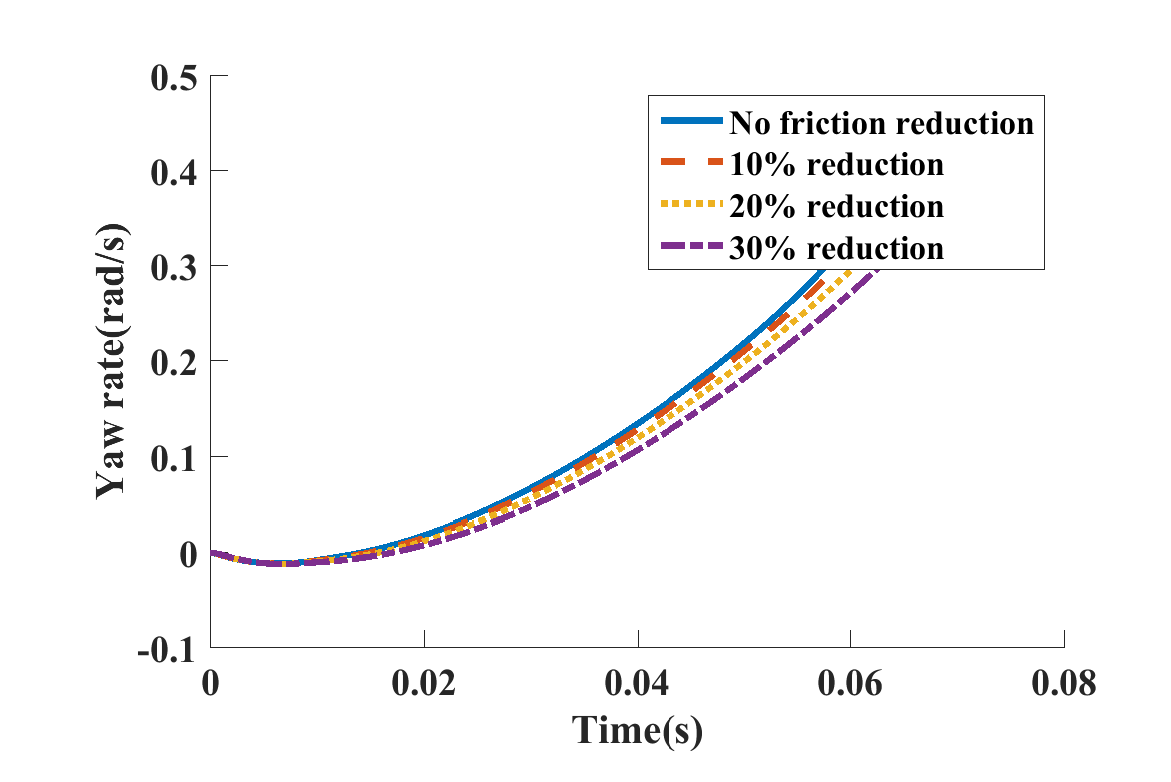 0.5
0.4
0.3
0.2
0.1
0
-0.1
0
0.02
0.04
0.06
0.08
Time(s)
Yaw rate(rad/s)
No friction reduction
10% reduction
20% reduction
30% reduction